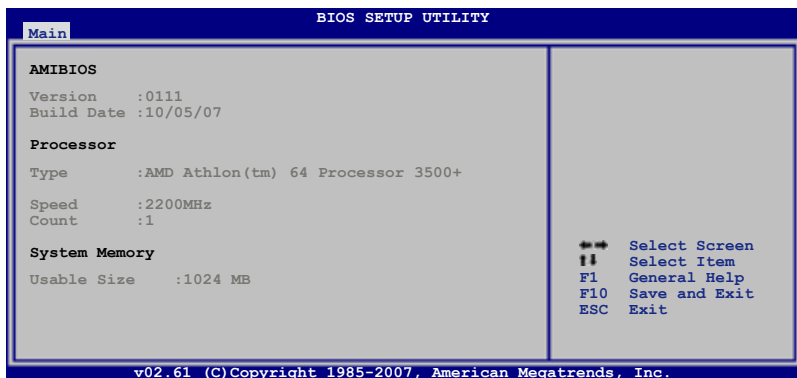 BIOS SETUP UTILITY
Main
AMIBIOS
Version :0111
Build Date :10/05/07
Processor
Type :AMD Athlon(tm) 64 Processor 3500+
Speed :2200MHz
Count :1
System Memory
Usable Size :1024 MB
←→ Select Screen
↑↓ Select Item
F1 General Help
F10 Save and Exit
ESC Exit
v02.61 (C)Copyright 1985-2007, American Megatrends, Inc.